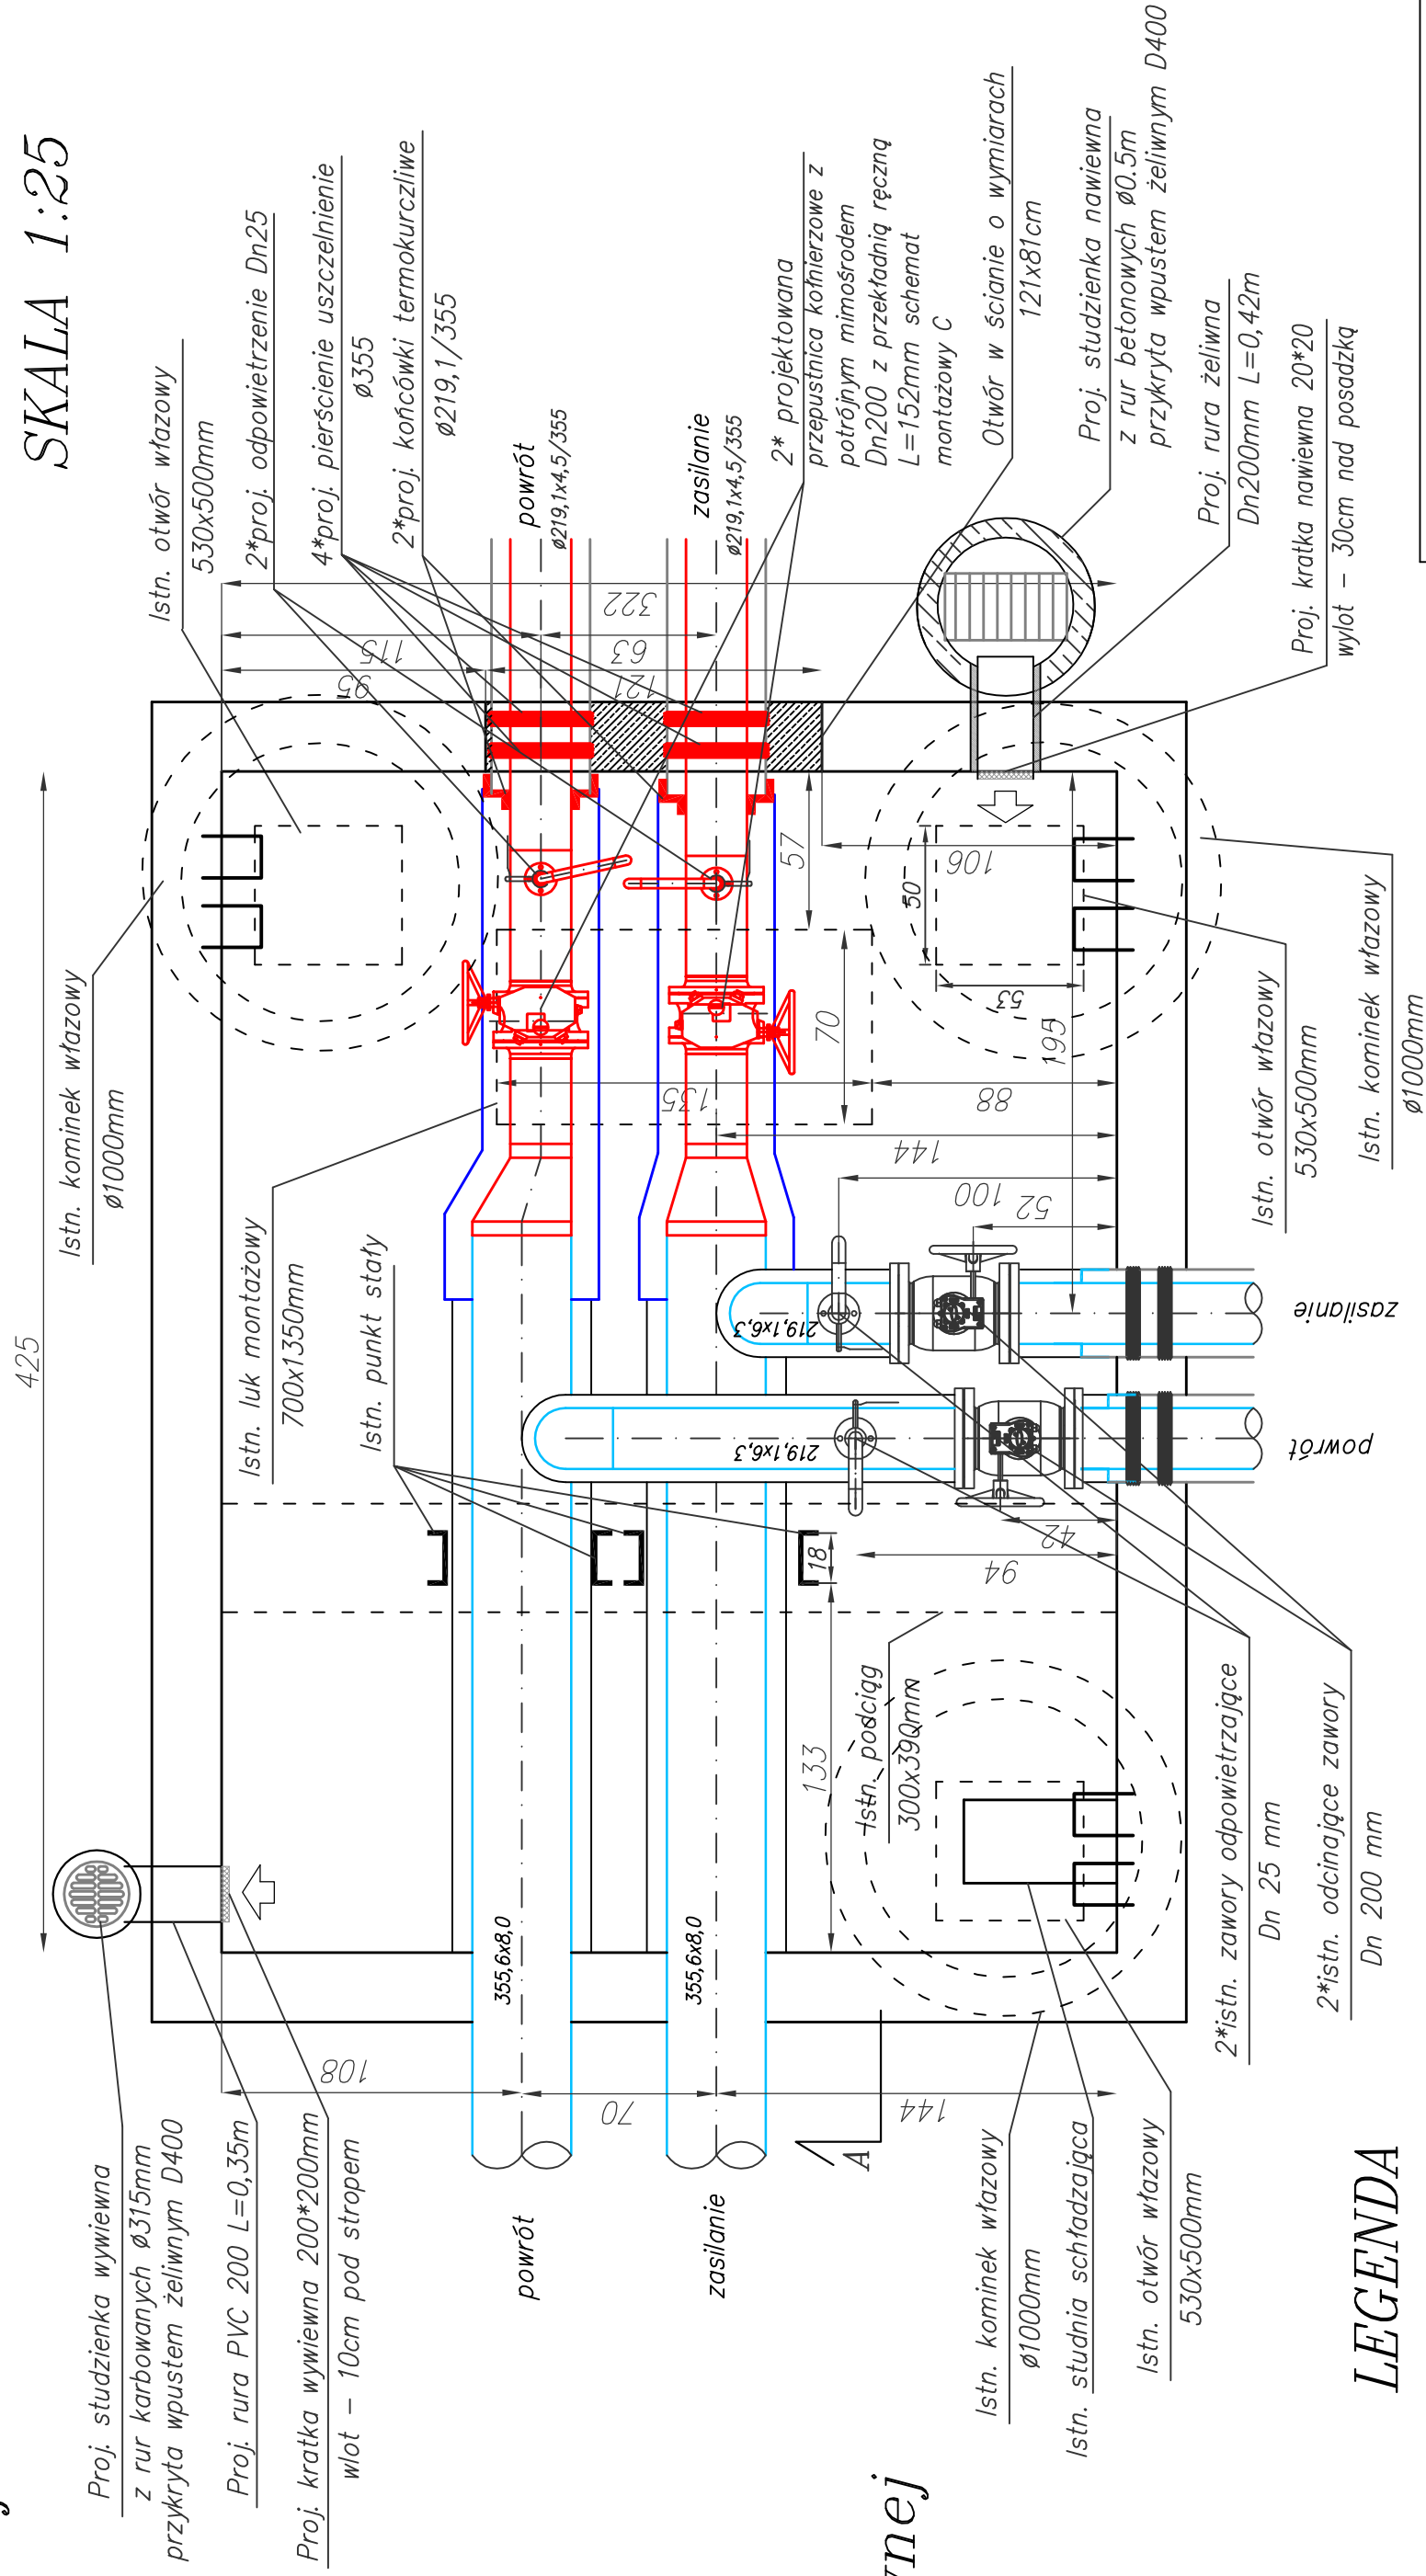 SKALA 1:25
Istn. otwór włazowy
530x500mm
2*proj. odpowietrzenie Dn25
4*proj. pierścienie uszczelnienie
ø355
2*proj. końcówki termokurczliwe
ø219,1/355
powrót
ø219,1x4,5/355
zasilanie
ø219,1x4,5/355
2* projektowana
przepustnica kołnierzowe z
potrójnym mimośrodem
Dn200 z przekładnią ręczną
L=152mm schemat
montażowy C
Otwór w ścianie o wymiarach
121x81cm
Proj. studzienka nawiewna
z rur betonowych ø0.5m
przykryta wpustem żeliwnym D400
Proj. rura żeliwna
Dn200mm L=0,42m
Proj. kratka nawiewna 20*20
wylot – 30cm nad posadzką
Istn. kominek włazowy
ø1000mm
Istn. luk montażowy
700x1350mm
Istn. punkt stały
425
322
115
63
95
121
57
106
50
53
70
135
88
195
144
100
52
Istn. otwór włazowy
530x500mm
Istn. kominek włazowy
ø1000mm
219,1x6,3
219,1x6,3
zasilanie
powrót
42
94
18
133
Istn. podciąg
300x390mm
355,6x8,0
355,6x8,0
108
70
144
A
powrót
zasilanie
2*istn. zawory odpowietrzające
Dn 25 mm
2*istn. odcinające zawory
Dn 200 mm
Proj. studzienka wywiewna
z rur karbowanych ø315mm
przykryta wpustem żeliwnym D400
Proj. rura PVC 200 L=0,35m
Proj. kratka wywiewna 200*200mm
wlot – 10cm pod stropem
Istn. kominek włazowy
ø1000mm
Istn. studnia schładzająca
Istn. otwór włazowy
530x500mm
LEGENDA